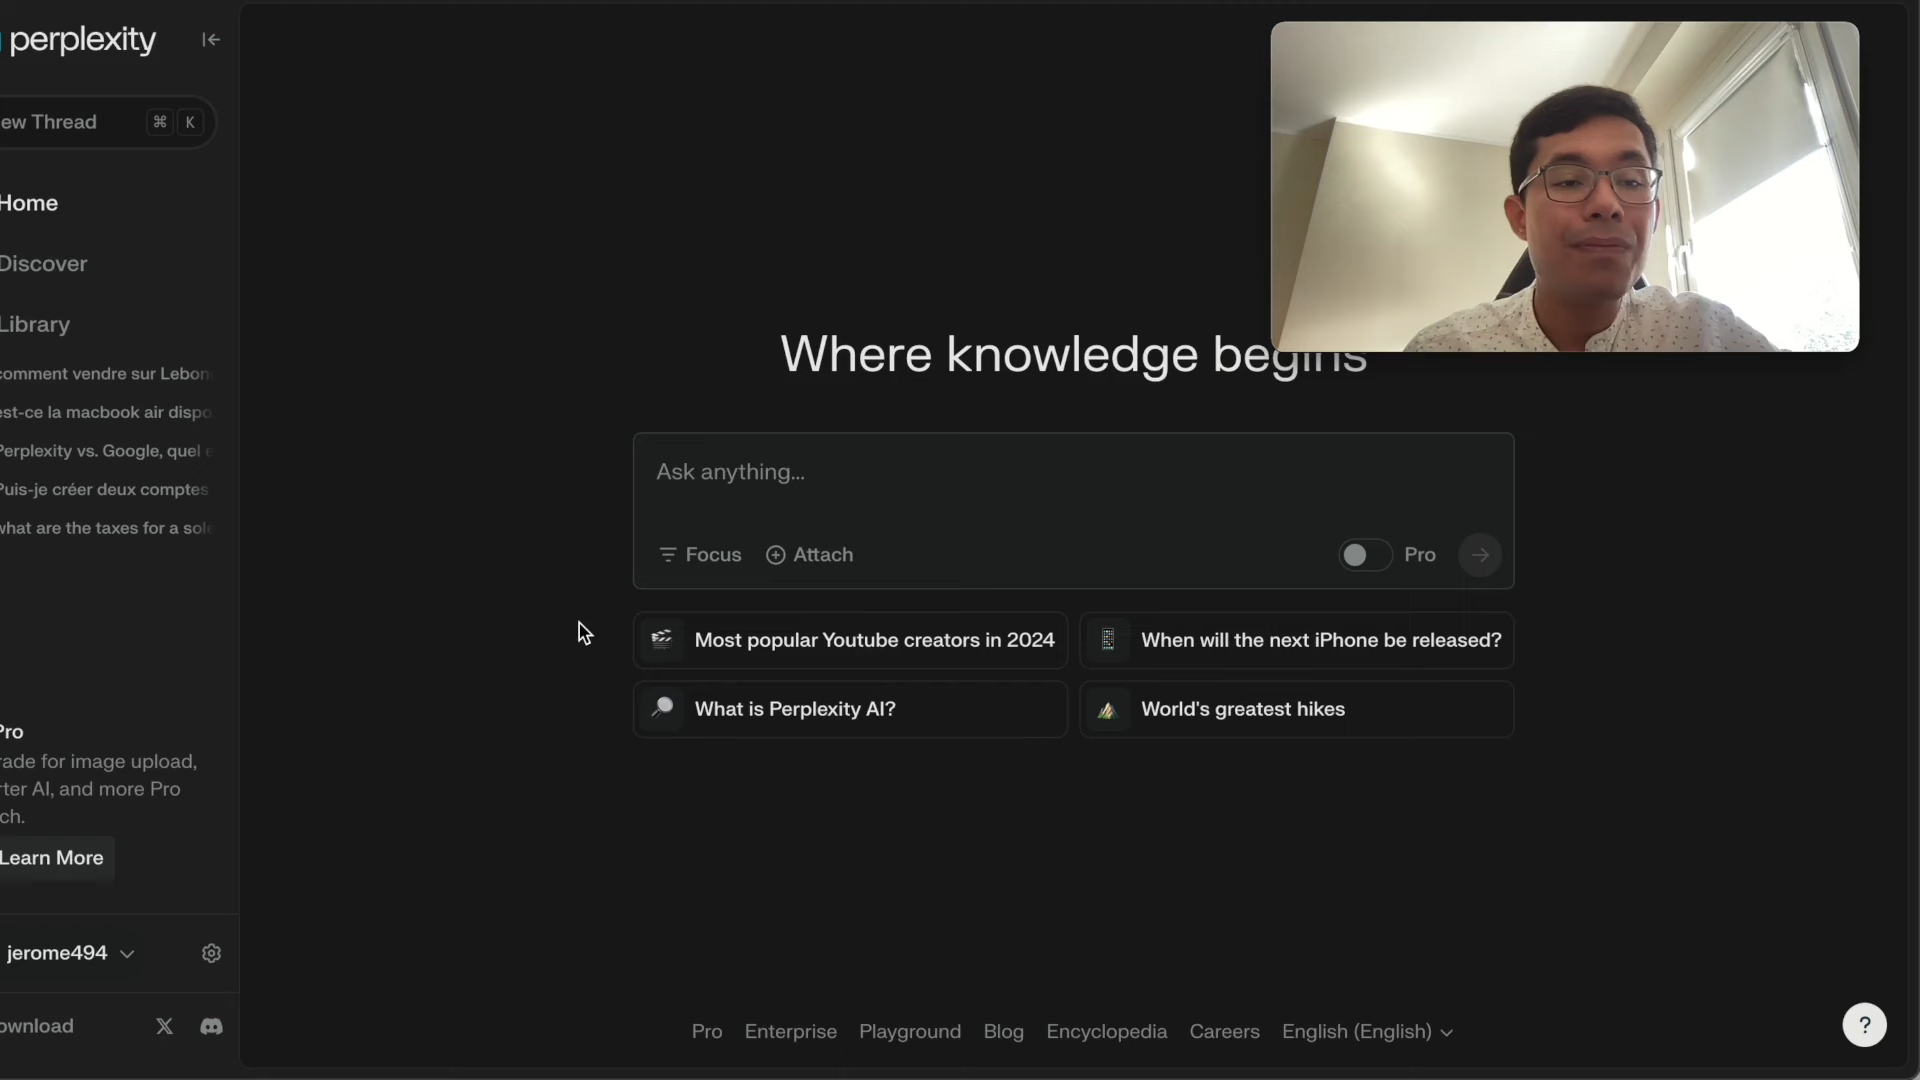 perplexity
ew Thread
⌘ K
Home
Discover
Library
comment vendre sur Lebon
est-ce la macbook air dispo
Perplexity vs. Google, quel e
Puis-je créer deux comptes
what are the taxes for a sole
Pro
rade for image upload,
rter AI, and more Pro
ch.
Learn More
jerome494
ownload
Where knowledge begins
Ask anything...
Focus
Attach
Pro
Most popular Youtube creators in 2024
When will the next iPhone be released?
What is Perplexity AI?
World's greatest hikes
Pro Enterprise Playground Blog Encyclopedia Careers English (English)
?